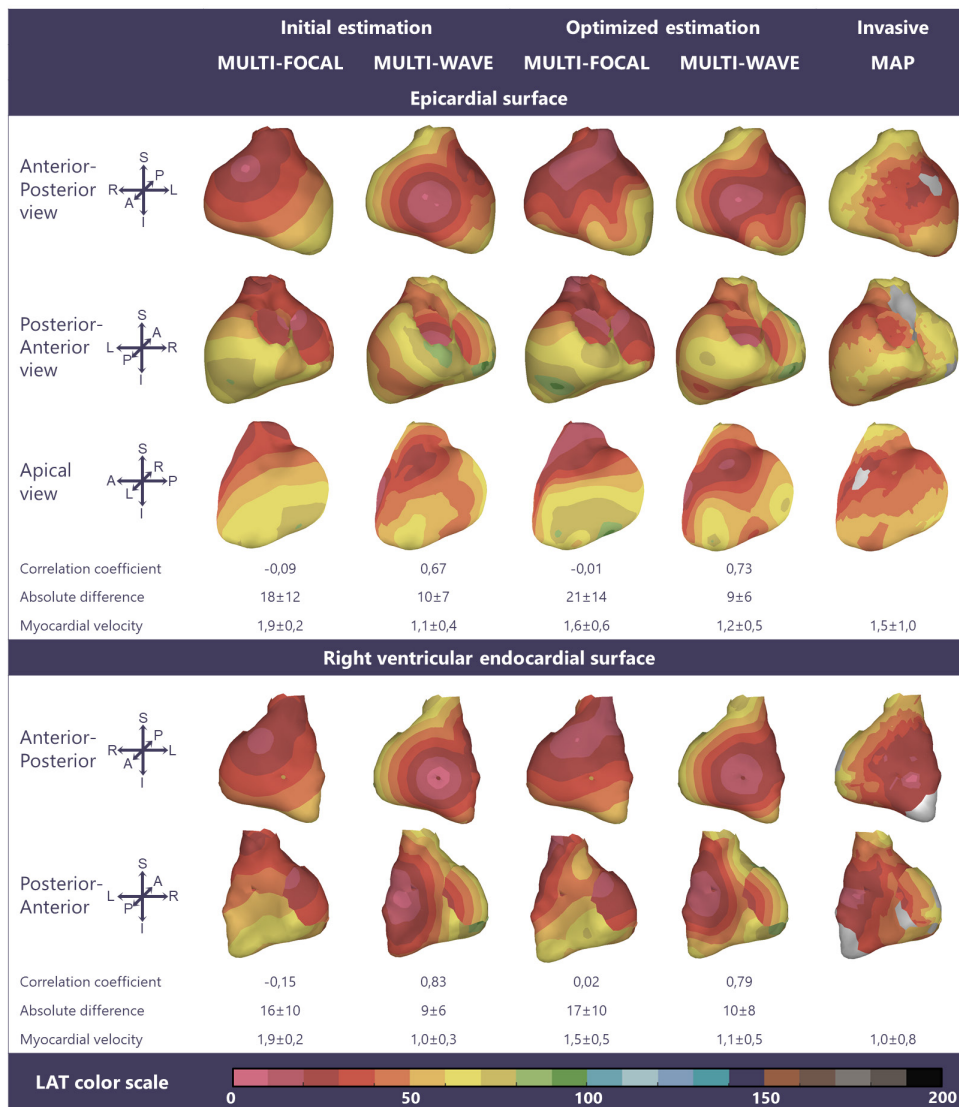 Initial estimation Optimized estimation Invasive
MULTI-FOCAL MULTI-WAVE MULTI-FOCAL MULTI-WAVE MAP
Epicardial surface
Anterior-
Posterior
view
S
P
R L
A
I
Posterior-
Anterior
view
S
A
L R
P
I
Apical
view
S
R
A P
L
I
Correlation coefficient -0,09 0,67 -0,01 0,73
Absolute difference 18±12 10±7 21±14 9±6
Myocardial velocity 1,9±0,2 1,1±0,4 1,6±0,6 1,2±0,5 1,5±1,0
Right ventricular endocardial surface
Anterior-
Posterior
S
P
R L
A
I
Posterior-
Anterior
S
A
L R
P
I
Correlation coefficient -0,15 0,83 0,02 0,79
Absolute difference 16±10 9±6 17±10 10±8
Myocardial velocity 1,9±0,2 1,0±0,3 1,5±0,5 1,1±0,5 1,0±0,8
LAT color scale
0 50 100 150 200